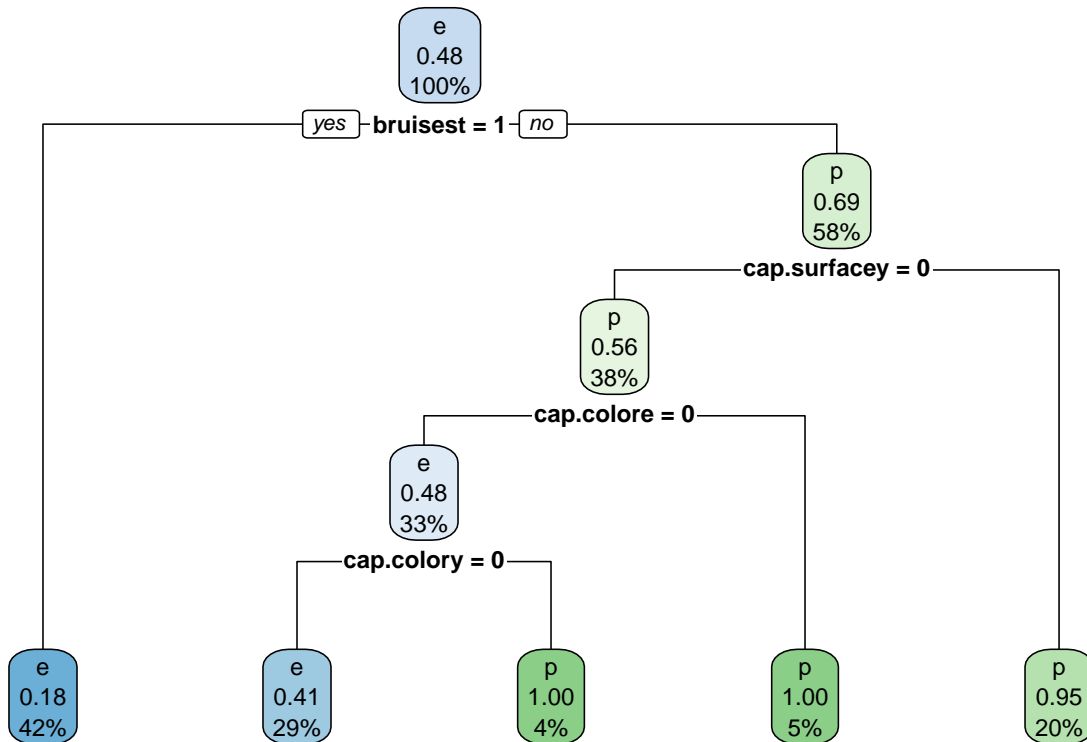 e
0.48
100%
yes bruisest = 1 no
p
0.69
58%
cap.surfacey = 0
p
0.56
38%
cap.colore = 0
e
0.48
33%
cap.colory = 0
e
0.18
42%
e
0.41
29%
p
1.00
4%
p
1.00
5%
p
0.95
20%